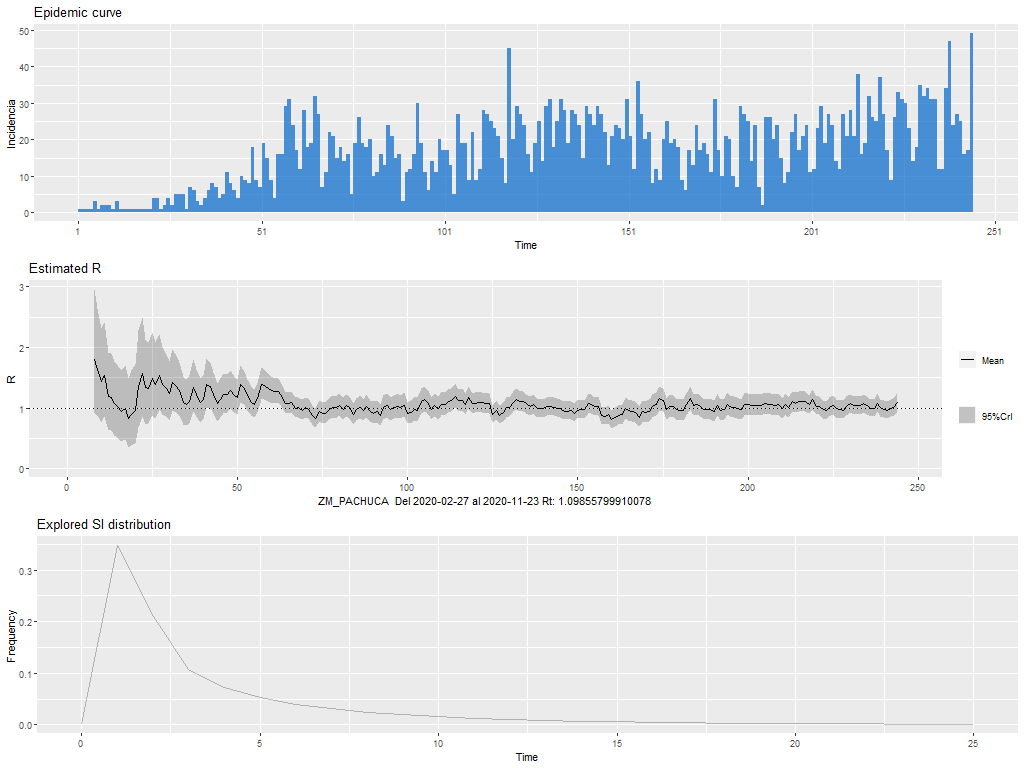 Epidemic curve
50
40
30
20
10
0
Incidencia
1
51
101
151
201
251
Time
Estimated R
3
2
1
0
R
Mean
95%CrI
0
50
100
150
200
250
ZM_PACHUCA Del 2020-02-27 al 2020-11-23 Rt: 1.09855799910078
Explored SI distribution
0.3
0.2
0.1
0.0
Frequency
0
5
10
15
20
25
Time